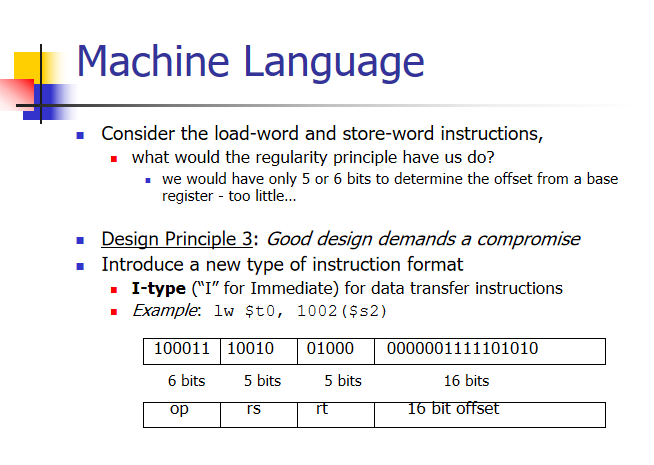 Machine Language
Consider the load-word and store-word instructions,
what would the regularity principle have us do?
we would have only 5 or 6 bits to determine the offset from a base
register - too little…
Design Principle 3: Good design demands a compromise
Introduce a new type of instruction format
I-type (“I” for Immediate) for data transfer instructions
Example: lw $t0, 1002($s2)
100011 10010 01000 0000001111101010
6 bits 5 bits 5 bits 16 bits
op rs rt 16 bit offset